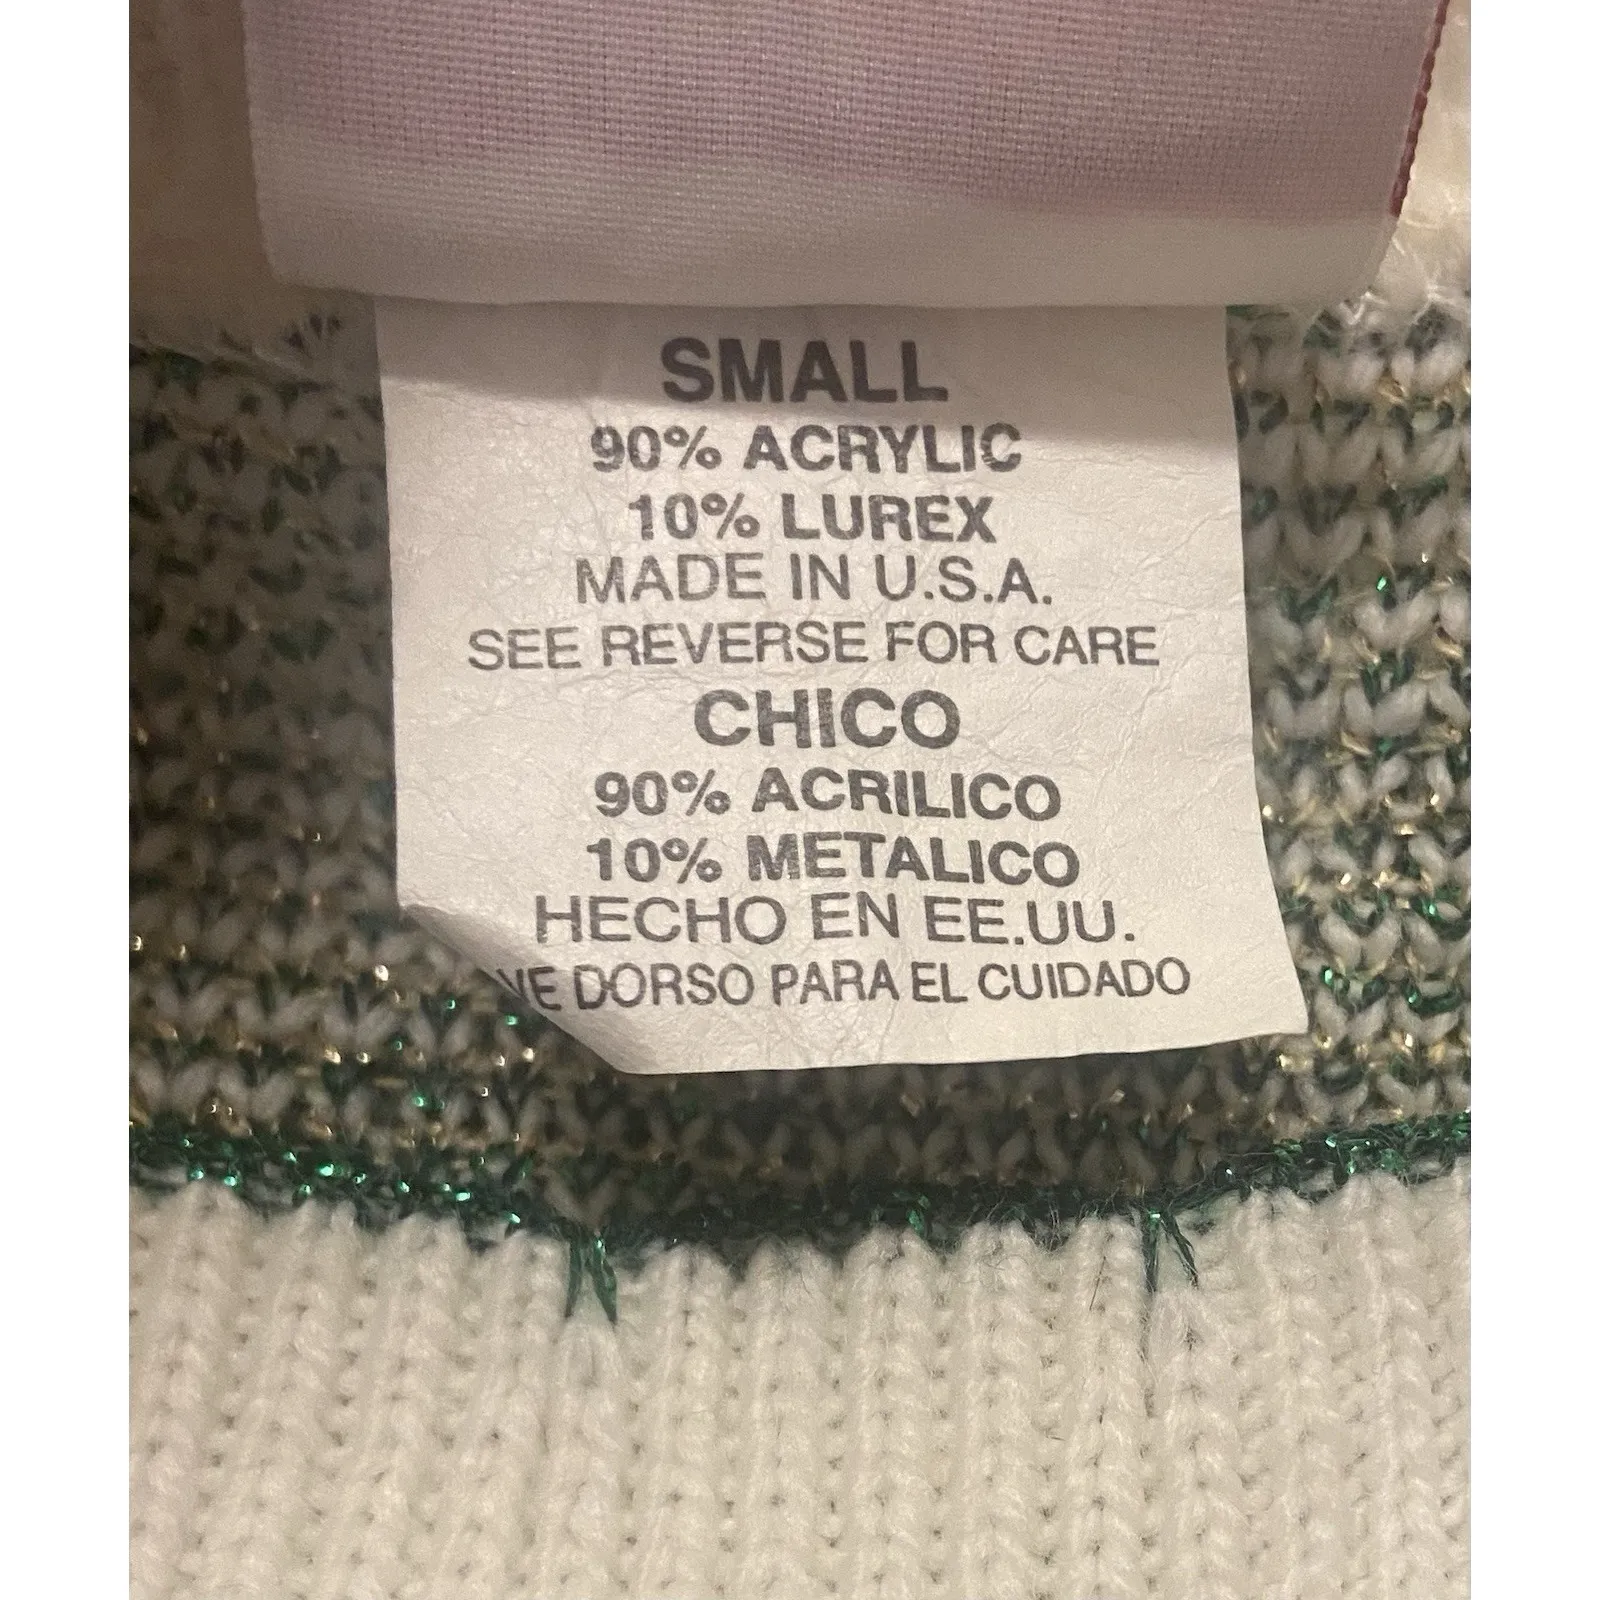 SMALL
90% ACRYLIC
10% LUREX
MADE IN U.S.A.
SEE REVERSE FOR CARE
CHICO
90% ACRILICO
10% METALICO
HECHO EN EE.UU.
VE DORSO PARA EL CUIDADO